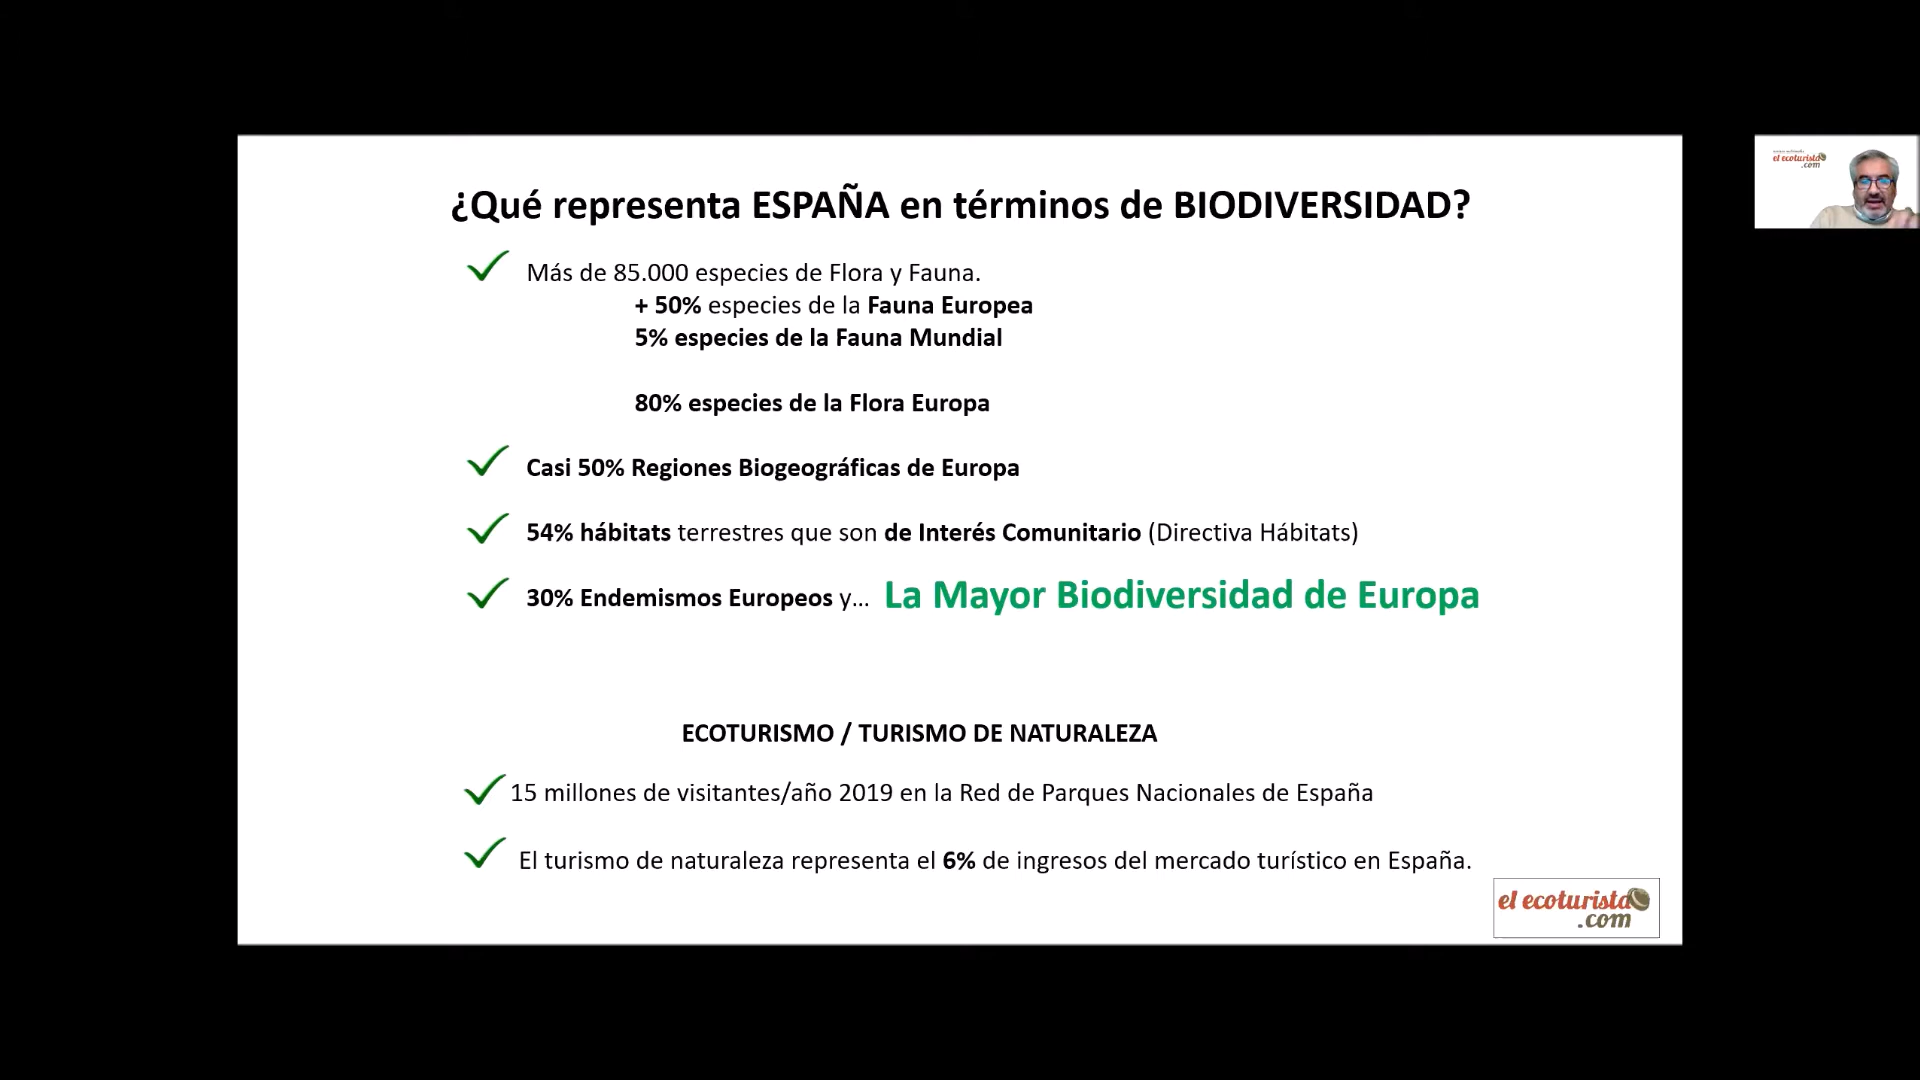 ¿Qué representa ESPAÑA en términos de BIODIVERSIDAD?
Más de 85.000 especies de Flora y Fauna.
+ 50% especies de la Fauna Europea
5% especies de la Fauna Mundial
80% especies de la Flora Europa
Casi 50% Regiones Biogeográficas de Europa
54% hábitats terrestres que son de Interés Comunitario (Directiva Hábitats)
30% Endemismos Europeos y... La Mayor Biodiversidad de Europa
ECOTURISMO / TURISMO DE NATURALEZA
15 millones de visitantes/año 2019 en la Red de Parques Nacionales de España
El turismo de naturaleza representa el 6% de ingresos del mercado turístico en España.
el ecoturista
.com
el ecoturista
.com